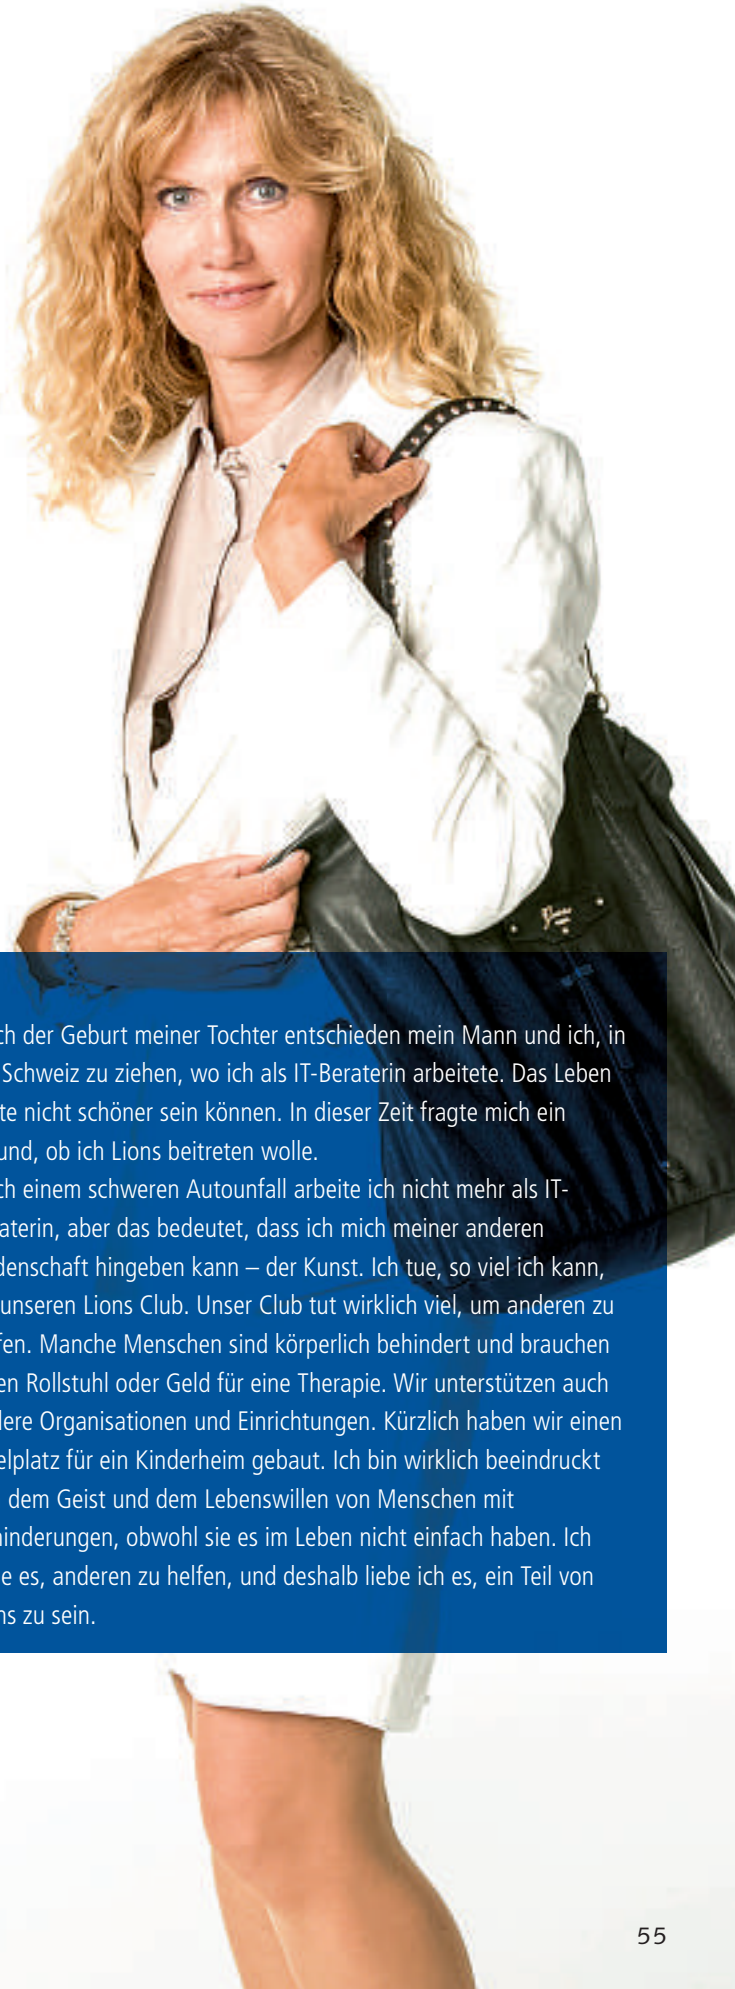 ch der Geburt meiner Tochter entschieden mein Mann und ich, in
Schweiz zu ziehen, wo ich als IT-Beraterin arbeitete. Das Leben
te nicht schöner sein können. In dieser Zeit fragte mich ein
und, ob ich Lions beitreten wolle.
ch einem schweren Autounfall arbeite ich nicht mehr als IT-
aterin, aber das bedeutet, dass ich mich meiner anderen
denschaft hingeben kann – der Kunst. Ich tue, so viel ich kann,
unseren Lions Club. Unser Club tut wirklich viel, um anderen zu
fen. Manche Menschen sind körperlich behindert und brauchen
en Rollstuhl oder Geld für eine Therapie. Wir unterstützen auch
dere Organisationen und Einrichtungen. Kürzlich haben wir einen
elplatz für ein Kinderheim gebaut. Ich bin wirklich beeindruckt
dem Geist und dem Lebenswillen von Menschen mit
inderungen, obwohl sie es im Leben nicht einfach haben. Ich
e es, anderen zu helfen, und deshalb liebe ich es, ein Teil von
ns zu sein.
55